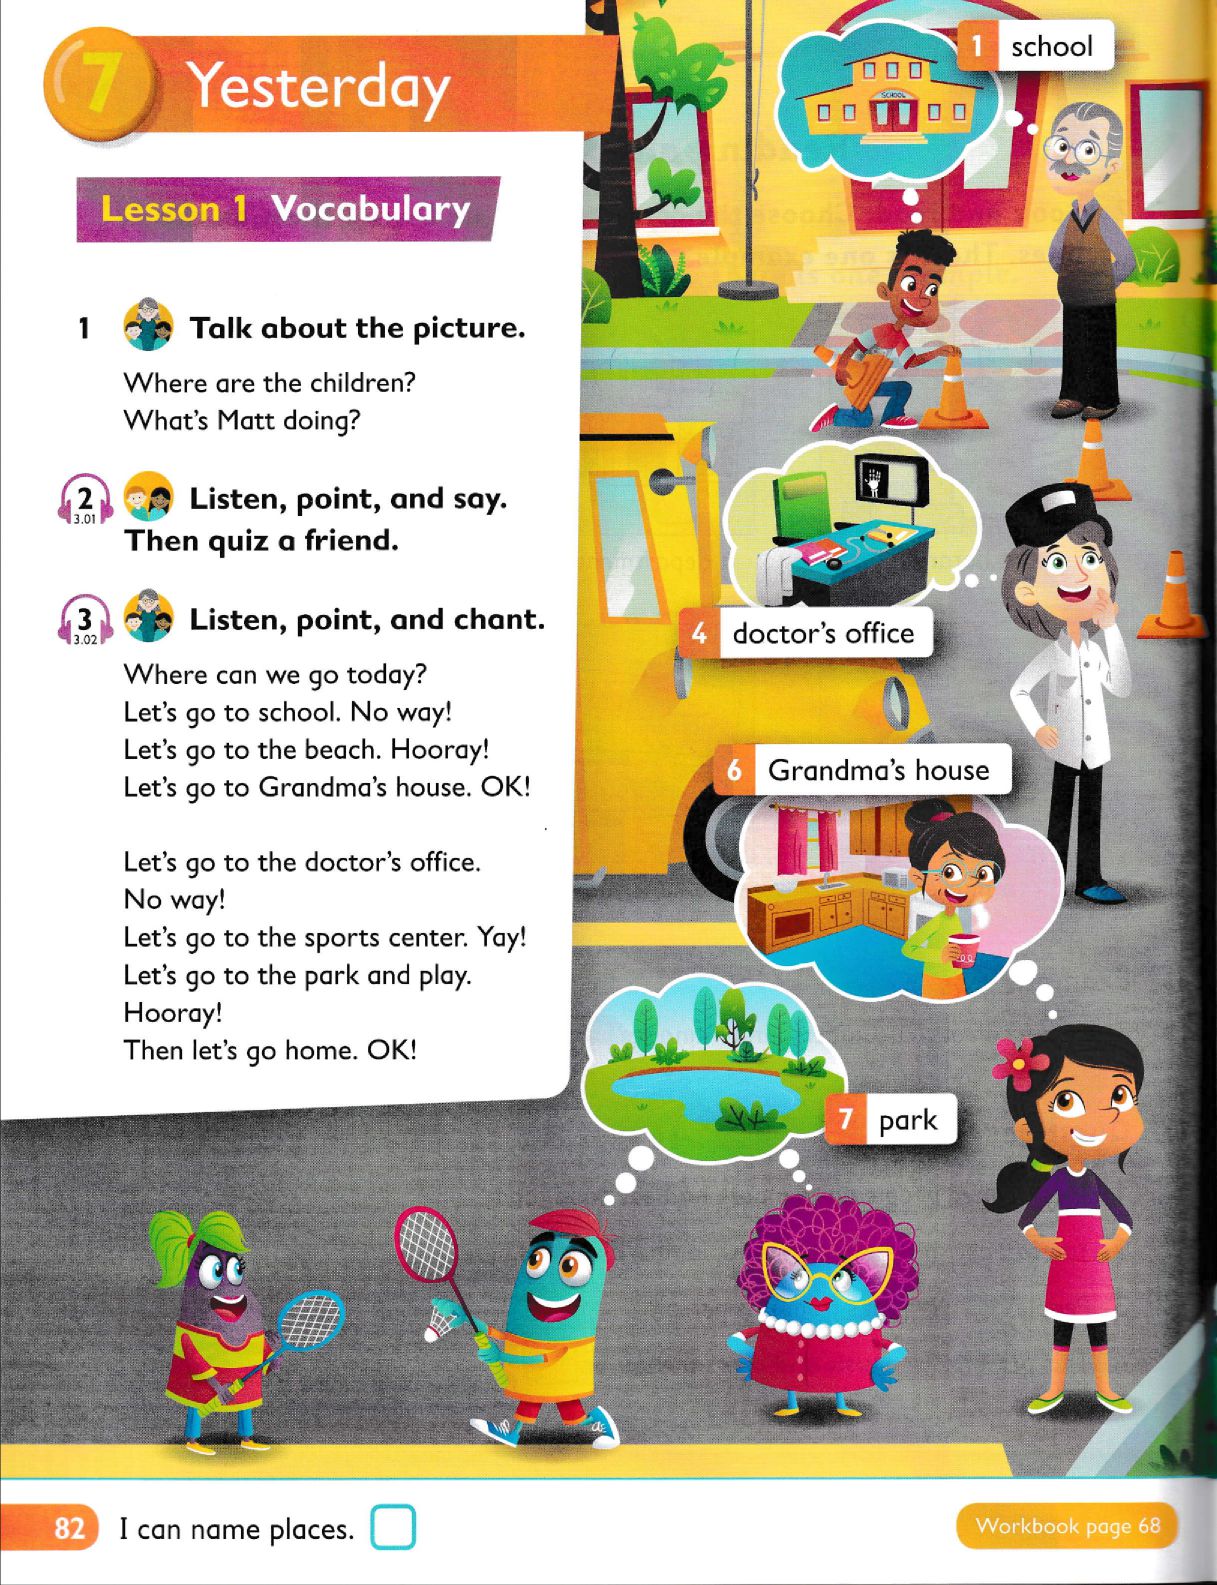 7 Yesterday
Lesson 1 Vocabulary
1 Talk about the picture.
Where are the children?
What's Matt doing?
2 Listen, point, and say.
3.01
Then quiz a friend.
3 Listen, point, and chant.
3.02
Where can we go today?
Let's go to school. No way!
Let's go to the beach. Hooray!
Let's go to Grandma's house. OK!
Let's go to the doctor's office.
No way!
Let's go to the sports center. Yay!
Let's go to the park and play.
Hooray!
Then let's go home. OK!
1 school
SCHOOL
4 doctor's office
6 Grandma's house
7 park
82 I can name places.
Workbook page 68